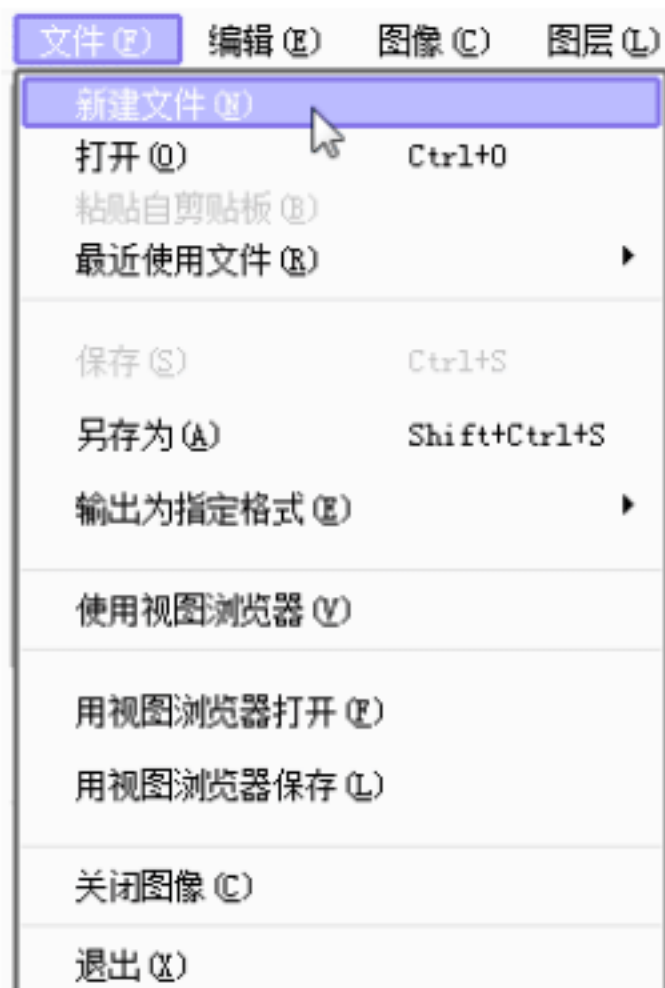 文件(F) 编辑(E) 图像(C) 图层(L)
新建文件(N)
打开(O) Ctrl+O
粘贴自剪贴板(B)
最近使用文件(R)
保存(S) Ctrl+S
另存为(A) Shift+Ctrl+S
输出为指定格式(E)
使用视图浏览器(V)
用视图浏览器打开(F)
用视图浏览器保存(L)
关闭图像(C)
退出(X)